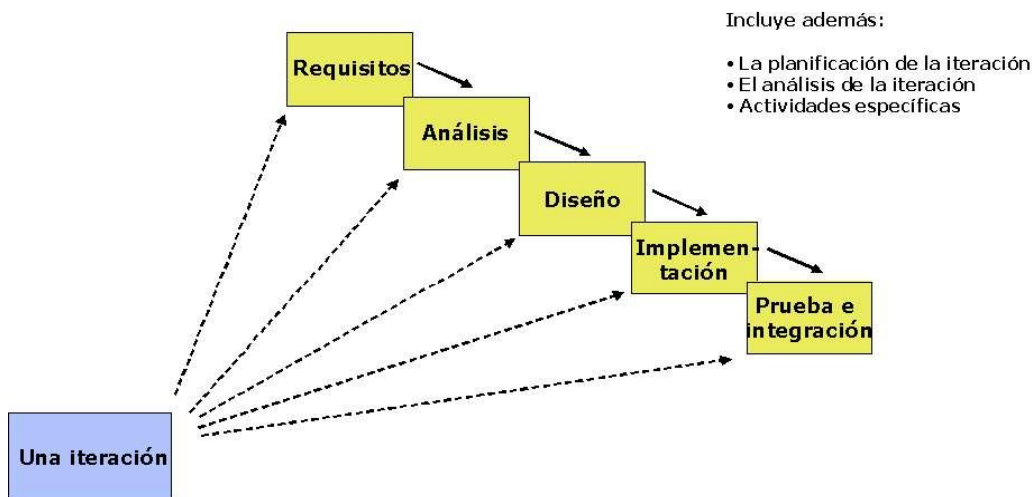 Incluye además:
• La planificación de la iteración
• El análisis de la iteración
• Actividades específicas
Requisitos
Análisis
Diseño
Implemen-
tación
Prueba e
integración
Una iteración